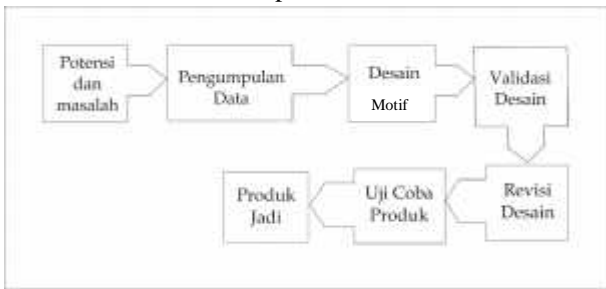 Potensi
dan
masalah
Pengumpulan
Data
Desain
Motif
Validasi
Desain
Revisi
Desain
Uji Coba
Produk
Produk
Jadi